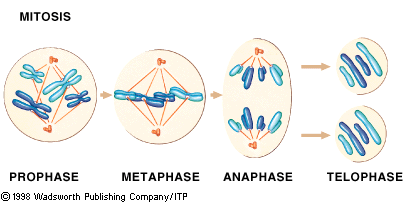 MITOSIS
PROPHASE METAPHASE ANAPHASE TELOPHASE
©1998 Wadsworth Publishing Company/ITP